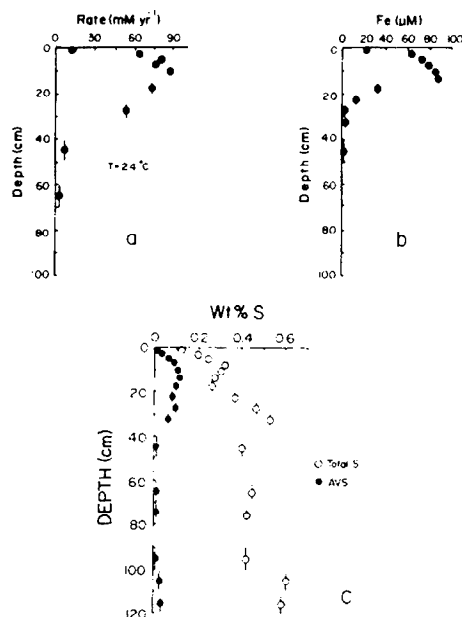 Rate (mM yr⁻¹)
0 30 60 90
Depth (cm)
0
20
40
60
80
100
T=24°C
a
Fe (µM)
0 20 40 60 80 100
Depth (cm)
0
20
40
60
80
100
b
Wt% S
0 0.2 0.4 0.6
DEPTH (cm)
0
20
40
60
80
100
120
Total S
AVS
C